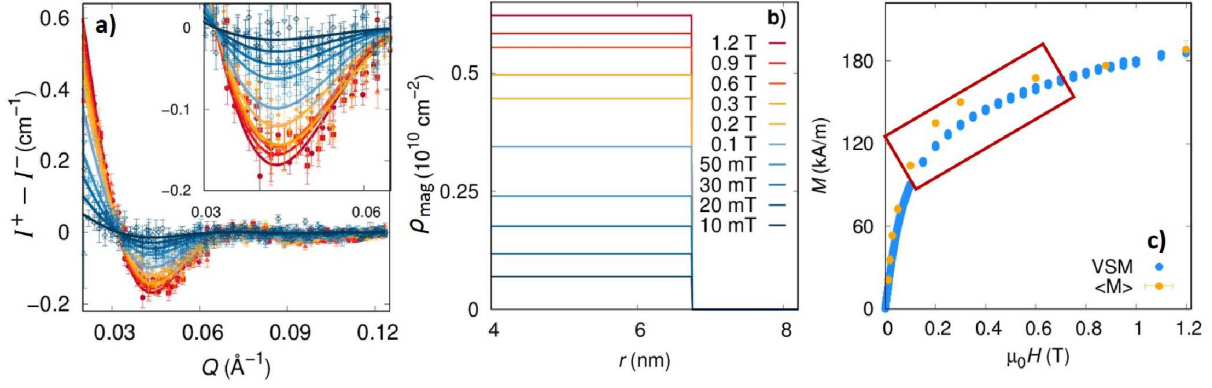 a)
0.6
0.4
0.2
0
−0.2
I⁺ − I⁻ (cm⁻¹)
0.03
0.06
0.09
0.12
Q (Å⁻¹)
0
−0.1
−0.2
0.03
0.06
b)
0.5
0.25
0
ρmag (10¹⁰ cm⁻²)
1.2 T
0.9 T
0.6 T
0.3 T
0.2 T
0.1 T
50 mT
30 mT
20 mT
10 mT
4
6
8
r (nm)
180
120
60
0
M (kA/m)
c)
VSM
<M>
0
0.2
0.4
0.6
0.8
1.0
1.2
μ₀H (T)